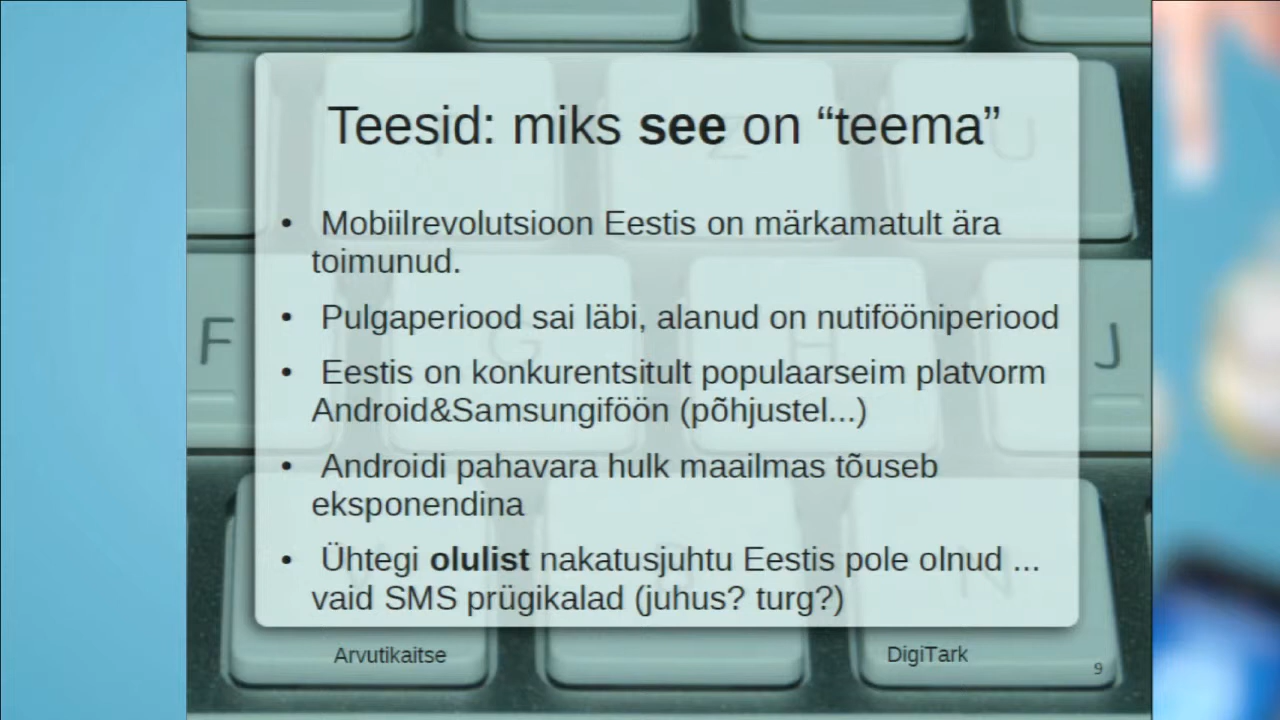 Teesid: miks see on “teema”
• Mobiilrevolutsioon Eestis on märkamatult ära
toimunud.
• Pulgaperiood sai läbi, alanud on nutifööniperiood
• Eestis on konkurentsitult populaarseim platvorm
Android&Samsungiföön (põhjustel...)
• Androidi pahavara hulk maailmas tõuseb
eksponendina
• Ühtegi olulist nakatusjuhtu Eestis pole olnud ...
vaid SMS prügikalad (juhus? turg?)
F
G
H
J
Z
U
N
Arvutikaitse
DigiTark
9